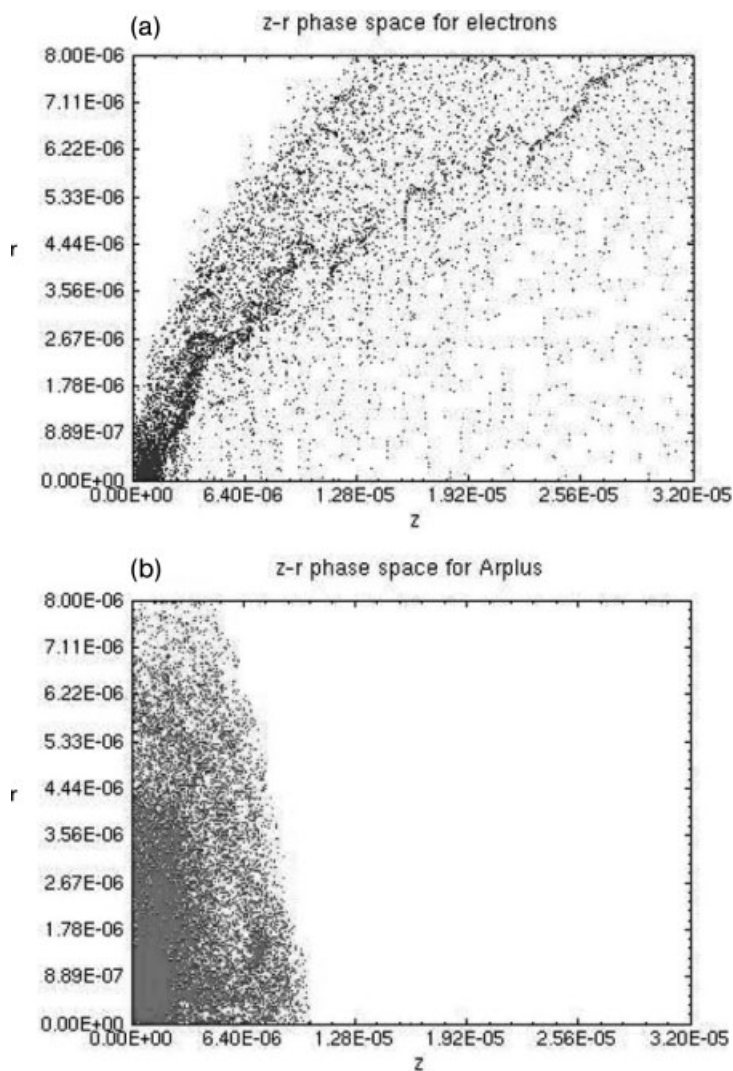 (a) z-r phase space for electrons
8.00E-06
7.11E-06
6.22E-06
5.33E-06
r
4.44E-06
3.56E-06
2.67E-06
1.78E-06
8.89E-07
0.00E+00
0.00E+00 6.40E-06 1.28E-05 1.92E-05 2.56E-05 3.20E-05
z
(b) z-r phase space for Arplus
8.00E-06
7.11E-06
6.22E-06
5.33E-06
r
4.44E-06
3.56E-06
2.67E-06
1.78E-06
8.89E-07
0.00E+00
0.00E+00 6.40E-06 1.28E-05 1.92E-05 2.56E-05 3.20E-05
z